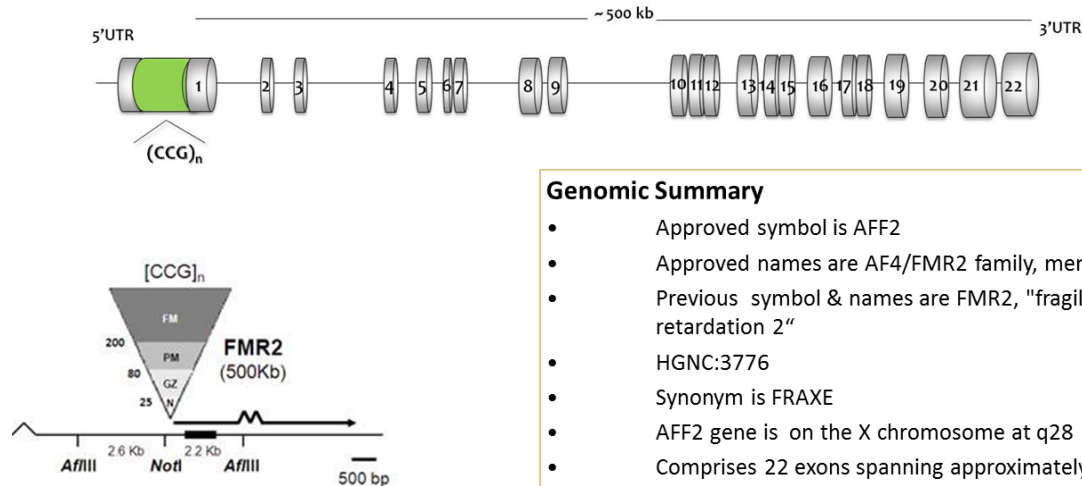 ~500 kb
5'UTR
3'UTR
1 2 3 4 5 6 7 8 9 10 11 12 13 14 15 16 17 18 19 20 21 22
(CCG)n
Genomic Summary
• Approved symbol is AFF2
• Approved names are AF4/FMR2 family, mem
• Previous symbol & names are FMR2, "fragil
retardation 2“
• HGNC:3776
• Synonym is FRAXE
• AFF2 gene is on the X chromosome at q28
• Comprises 22 exons spanning approximately
[CCG]n
FM
200
PM
FMR2
(500Kb)
80
GZ
25
N
2.6 Kb
2.2 Kb
AflIII
NotI
AflIII
500 bp